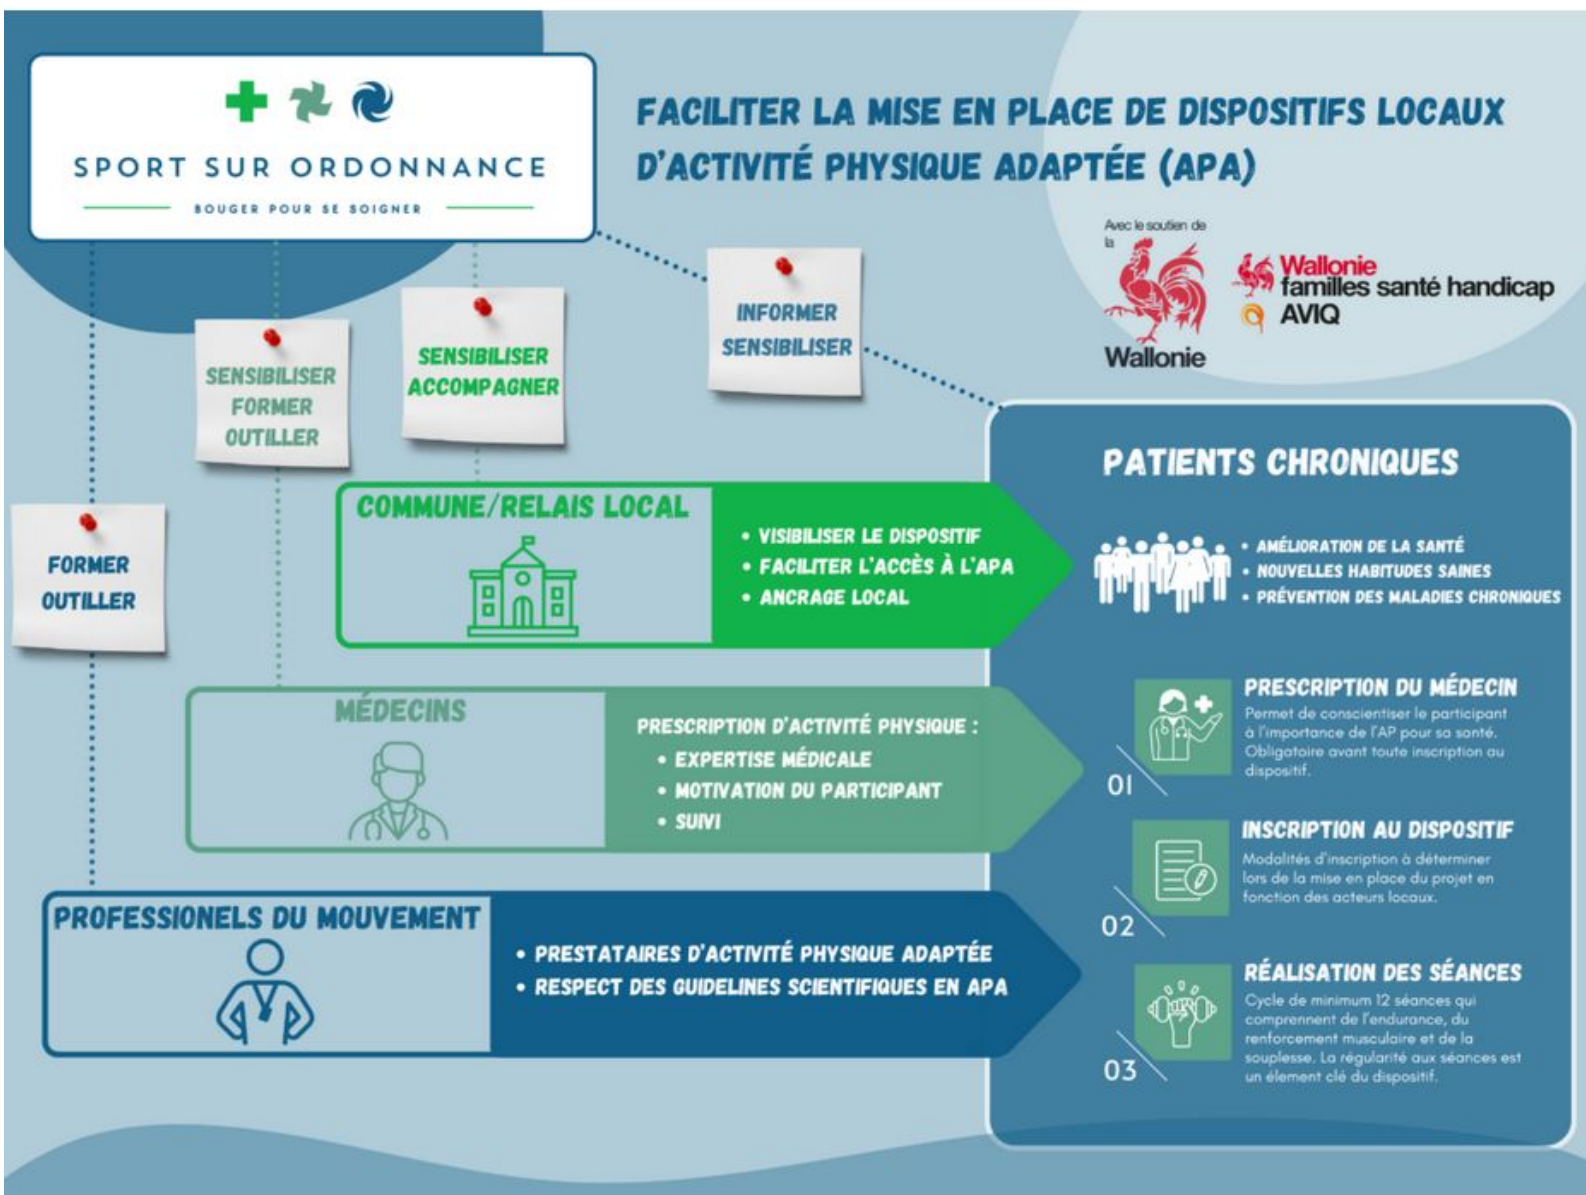 SPORT SUR ORDONNANCE
BOUGER POUR SE SOIGNER
FACILITER LA MISE EN PLACE DE DISPOSITIFS LOCAUX
D'ACTIVITÉ PHYSIQUE ADAPTÉE (APA)
Avec le soutien de
la
Wallonie
Wallonie
familles santé handicap
AVIQ
INFORMER
SENSIBILISER
SENSIBILISER
ACCOMPAGNER
SENSIBILISER
FORMER
OUTILLER
FORMER
OUTILLER
COMMUNE/RELAIS LOCAL
• VISIBILISER LE DISPOSITIF
• FACILITER L'ACCÈS À L'APA
• ANCRAGE LOCAL
MÉDECINS
PRESCRIPTION D'ACTIVITÉ PHYSIQUE :
• EXPERTISE MÉDICALE
• MOTIVATION DU PARTICIPANT
• SUIVI
PROFESSIONELS DU MOUVEMENT
• PRESTATAIRES D'ACTIVITÉ PHYSIQUE ADAPTÉE
• RESPECT DES GUIDELINES SCIENTIFIQUES EN APA
PATIENTS CHRONIQUES
• AMÉLIORATION DE LA SANTÉ
• NOUVELLES HABITUDES SAINES
• PRÉVENTION DES MALADIES CHRONIQUES
01
PRESCRIPTION DU MÉDECIN
Permet de conscientiser le participant
à l'importance de l'AP pour sa santé.
Obligatoire avant toute inscription au
dispositif.
02
INSCRIPTION AU DISPOSITIF
Modalités d'inscription à déterminer
lors de la mise en place du projet en
fonction des acteurs locaux.
03
RÉALISATION DES SÉANCES
Cycle de minimum 12 séances qui
comprennent de l'endurance, du
renforcement musculaire et de la
souplesse. La régularité aux séances est
un élement clé du dispositif.